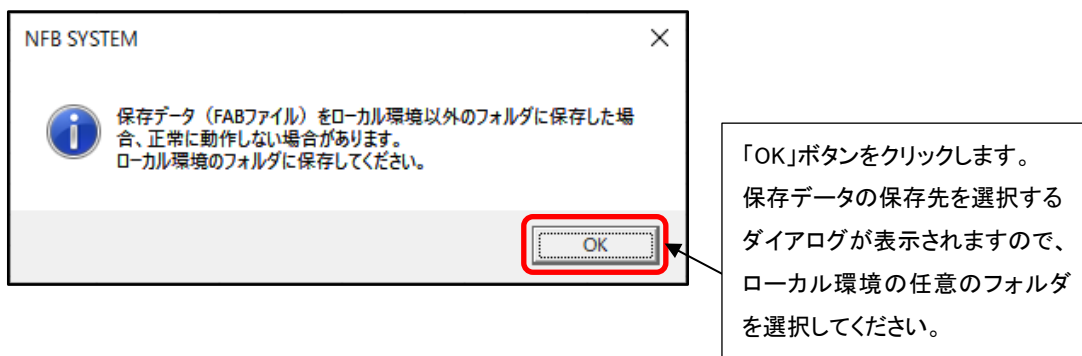 NFB SYSTEM
保存データ（FABファイル）をローカル環境以外のフォルダに保存した場
合、正常に動作しない場合があります。
ローカル環境のフォルダに保存してください。
OK
「OK」ボタンをクリックします。
保存データの保存先を選択する
ダイアログが表示されますので、
ローカル環境の任意のフォルダ
を選択してください。